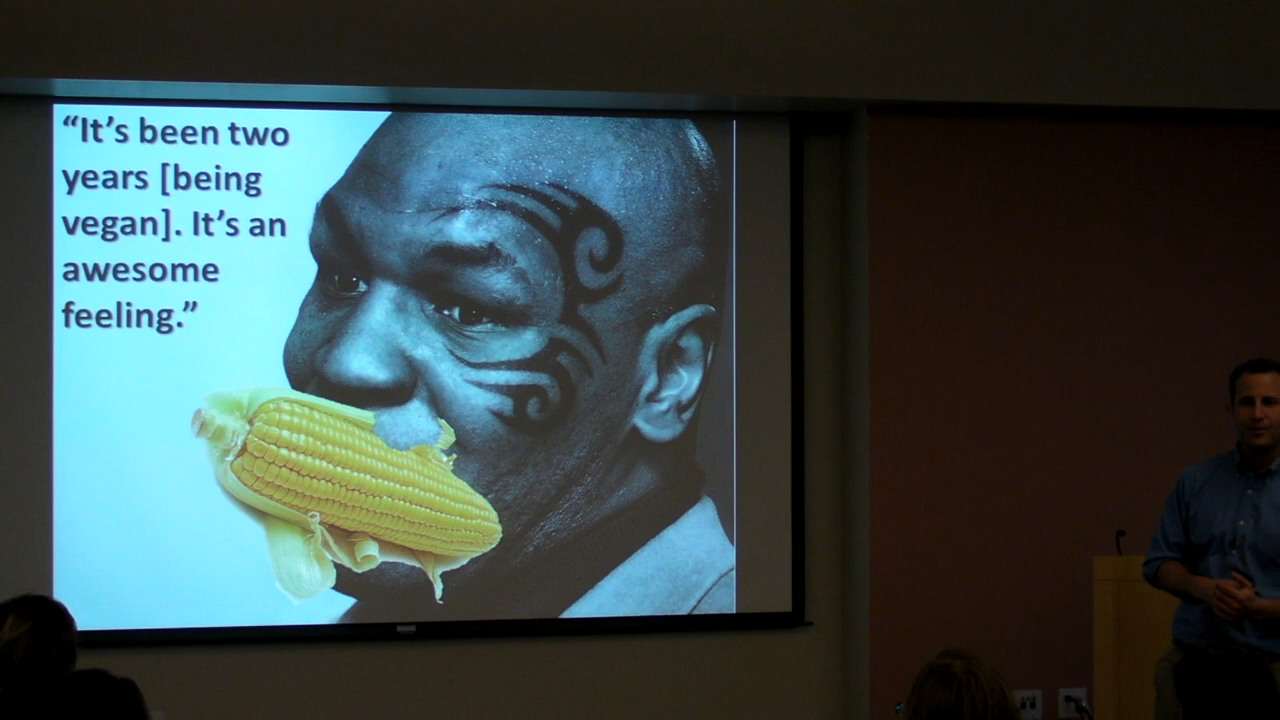 “It’s been two
years [being
vegan]. It’s an
awesome
feeling.”